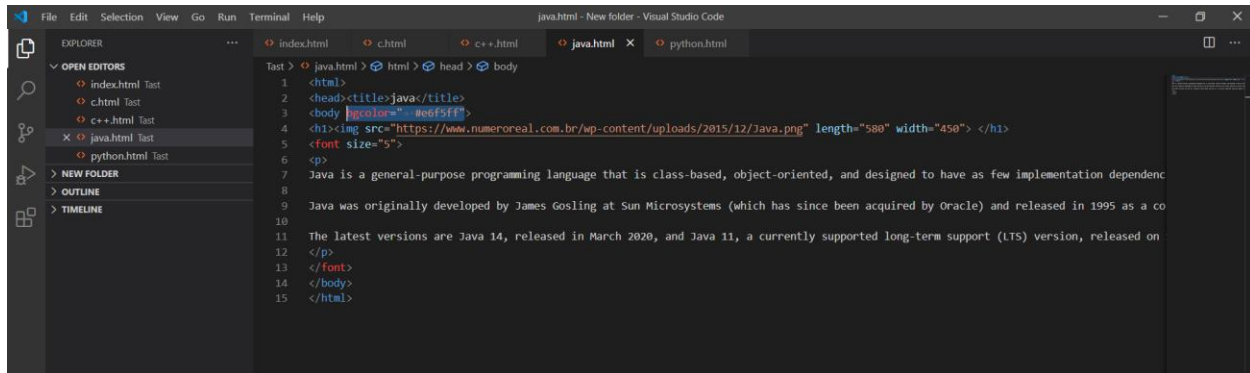 File Edit Selection View Go Run Terminal Help
java.html - New folder - Visual Studio Code
EXPLORER
index.html c.html c++.html java.html python.html
OPEN EDITORS
index.html Tast
c.html Tast
c++.html Tast
java.html Tast
python.html Tast
NEW FOLDER
OUTLINE
TIMELINE
Tast > java.html > html > head > body
1 <html>
2 <head><title>java</title>
3 <body bgcolor=" #e6f5ff">
4 <h1><img src="https://www.numeroreal.com.br/wp-content/uploads/2015/12/Java.png" length="580" width="450"> </h1>
5 <font size="5">
6 <p>
7 Java is a general-purpose programming language that is class-based, object-oriented, and designed to have as few implementation dependenc
8
9 Java was originally developed by James Gosling at Sun Microsystems (which has since been acquired by Oracle) and released in 1995 as a co
10
11 The latest versions are Java 14, released in March 2020, and Java 11, a currently supported long-term support (LTS) version, released on
12 </p>
13 </font>
14 </body>
15 </html>